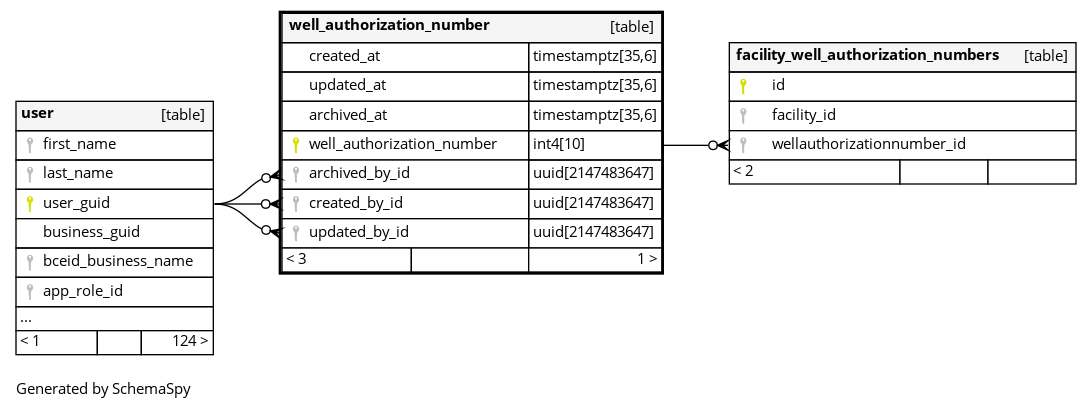 user [table]
first_name
last_name
user_guid
business_guid
bceid_business_name
app_role_id
...
< 1 124 >
well_authorization_number [table]
created_at timestamptz[35,6]
updated_at timestamptz[35,6]
archived_at timestamptz[35,6]
well_authorization_number int4[10]
archived_by_id uuid[2147483647]
created_by_id uuid[2147483647]
updated_by_id uuid[2147483647]
< 3 1 >
facility_well_authorization_numbers [table]
id
facility_id
wellauthorizationnumber_id
< 2
Generated by SchemaSpy